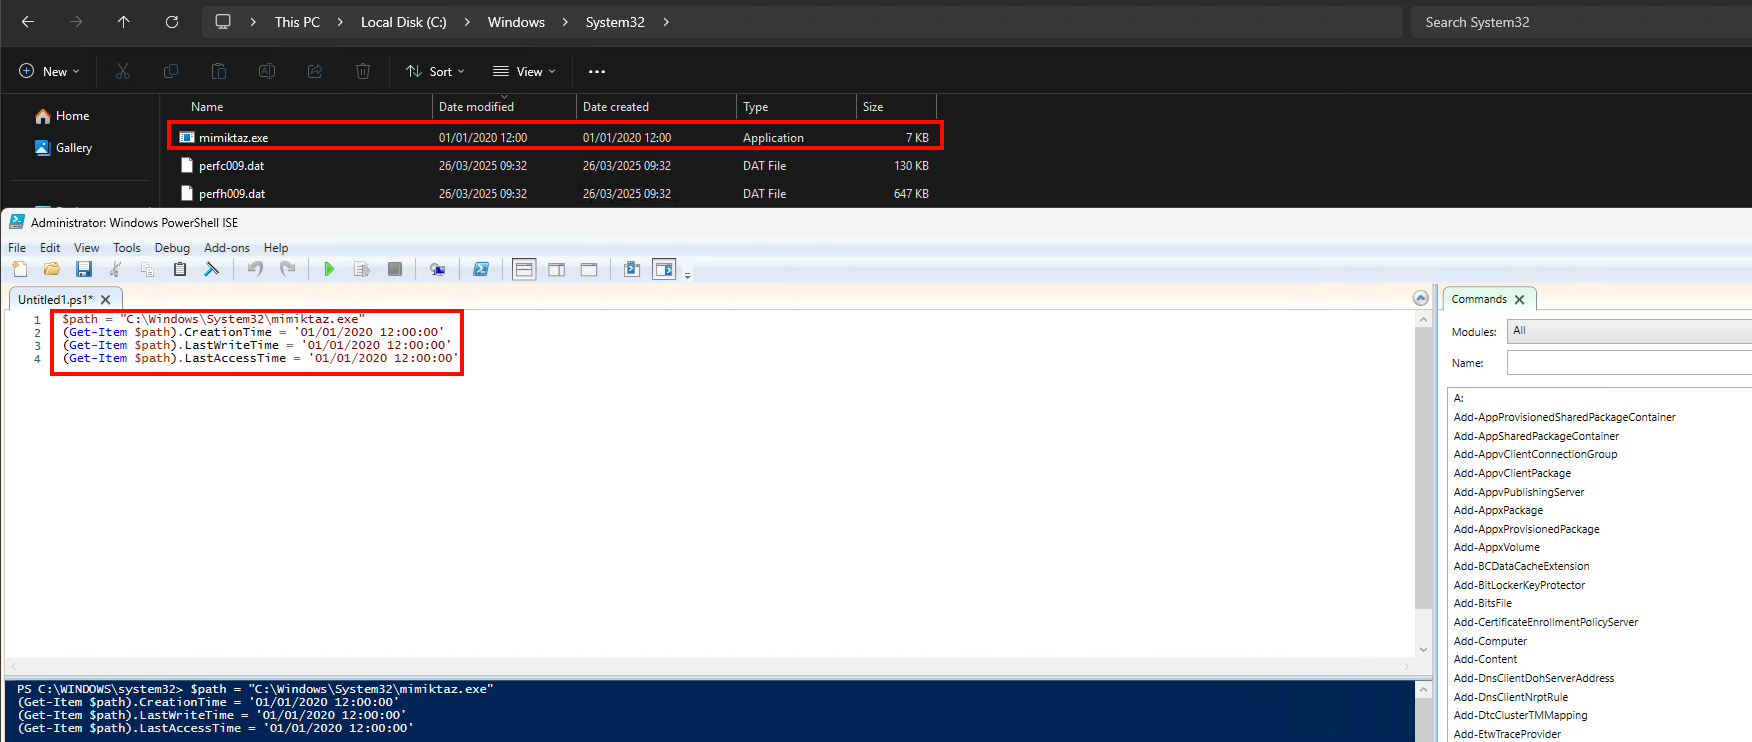 This PC > Local Disk (C:) > Windows > System32 >
Search System32
New
Sort
View
Name Date modified Date created Type Size
Home
Gallery
mimiktaz.exe 01/01/2020 12:00 01/01/2020 12:00 Application 7 KB
perfc009.dat 26/03/2025 09:32 26/03/2025 09:32 DAT File 130 KB
perfh009.dat 26/03/2025 09:32 26/03/2025 09:32 DAT File 647 KB
Administrator: Windows PowerShell ISE
File Edit View Tools Debug Add-ons Help
Untitled1.ps1*
1 $path = "C:\Windows\System32\mimiktaz.exe"
2 (Get-Item $path).CreationTime = '01/01/2020 12:00:00'
3 (Get-Item $path).LastWriteTime = '01/01/2020 12:00:00'
4 (Get-Item $path).LastAccessTime = '01/01/2020 12:00:00'
Commands
Modules: All
Name:
A:
Add-AppProvisionedSharedPackageContainer
Add-AppSharedPackageContainer
Add-AppvClientConnectionGroup
Add-AppvClientPackage
Add-AppvPublishingServer
Add-AppxPackage
Add-AppxProvisionedPackage
Add-AppxVolume
Add-BCDataCacheExtension
Add-BitLockerKeyProtector
Add-BitsFile
Add-CertificateEnrollmentPolicyServer
Add-Computer
Add-Content
Add-DnsClientDohServerAddress
Add-DnsClientNrptRule
Add-DtcClusterTMMapping
Add-EtwTraceProvider
PS C:\WINDOWS\system32> $path = "C:\Windows\System32\mimiktaz.exe"
(Get-Item $path).CreationTime = '01/01/2020 12:00:00'
(Get-Item $path).LastWriteTime = '01/01/2020 12:00:00'
(Get-Item $path).LastAccessTime = '01/01/2020 12:00:00'